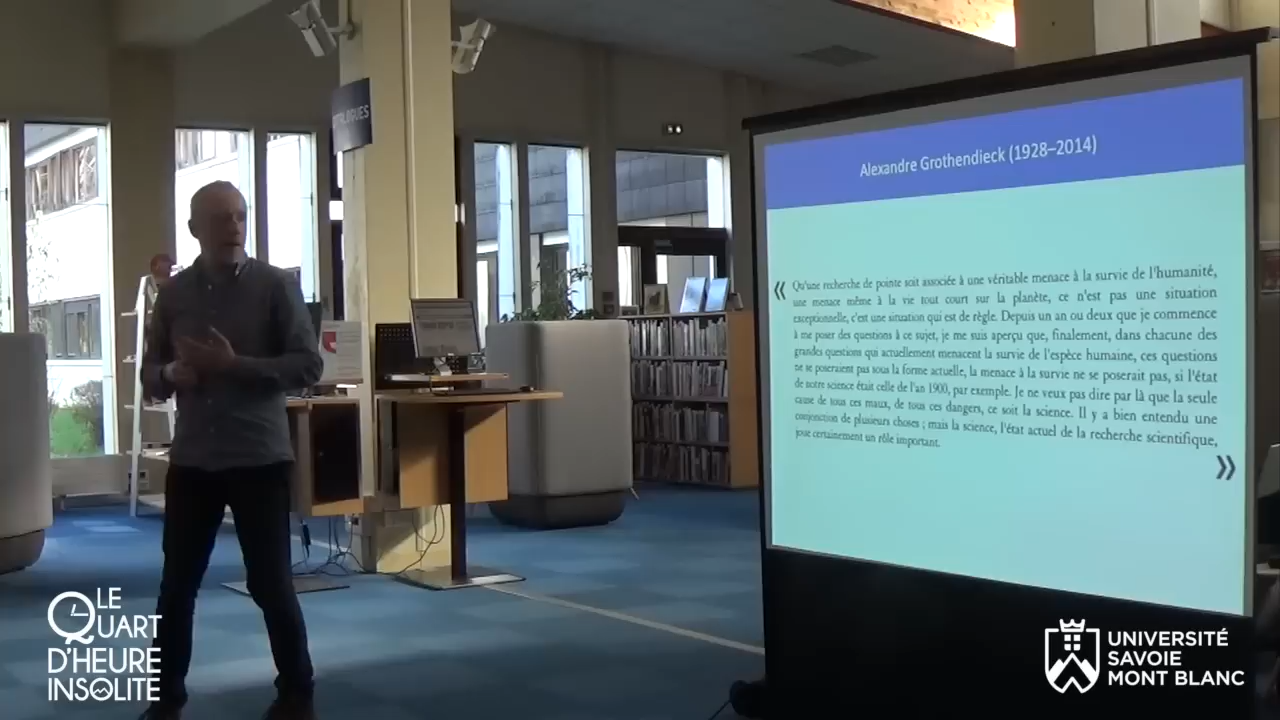 TALOGUES
Alexandre Grothendieck (1928–2014)
« Qu'une recherche de pointe soit associée à une véritable menace à la survie de l'humanité,
une menace même à la vie tout court sur la planète, ce n'est pas une situation
exceptionnelle, c'est une situation qui est de règle. Depuis un an ou deux que je commence
à me poser des questions à ce sujet, je me suis aperçu que, finalement, dans chacune des
grandes questions qui actuellement menacent la survie de l'espèce humaine, ces questions
ne se poseraient pas sous la forme actuelle, la menace à la survie ne se poserait pas, si l'état
de notre science était celle de l'an 1900, par exemple. Je ne veux pas dire par là que la seule
cause de tous ces maux, de tous ces dangers, ce soit la science. Il y a bien entendu une
conjonction de plusieurs choses ; mais la science, l'état actuel de la recherche scientifique,
joue certainement un rôle important.
»
LE
QUART
D'HEURE
INSOLITE
UNIVERSITÉ
SAVOIE
MONT BLANC